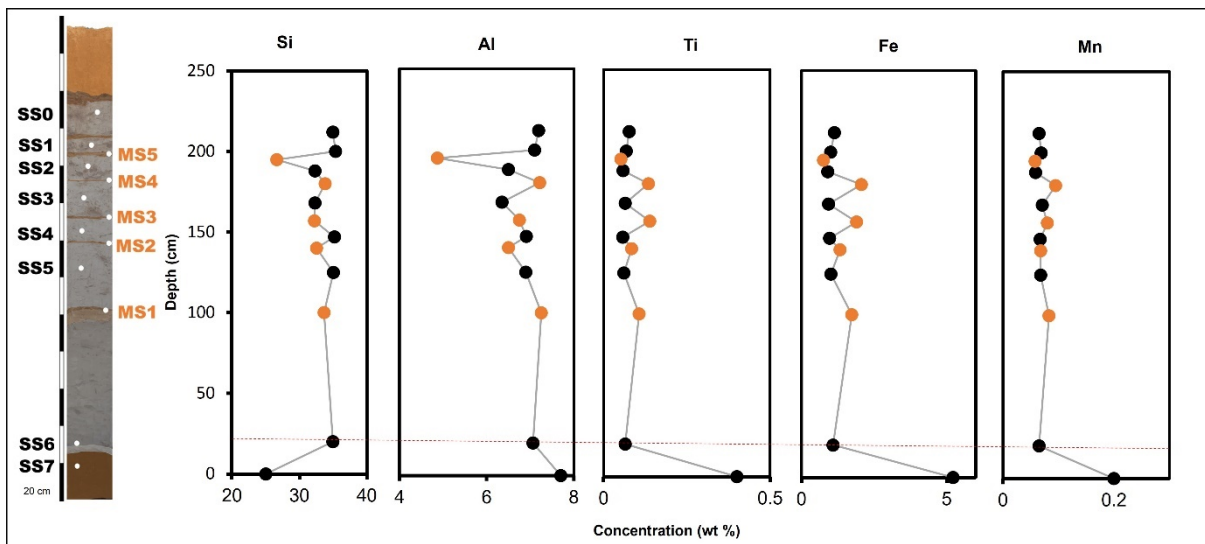 Si Al Ti Fe Mn
SS0
SS1
MS5
SS2
MS4
SS3
MS3
SS4
MS2
SS5
MS1
SS6
SS7
20 cm
Depth (cm)
250
200
150
100
50
0
20 30 40
4 6 8
0 0.5
0 5
0 0.2
Concentration (wt %)